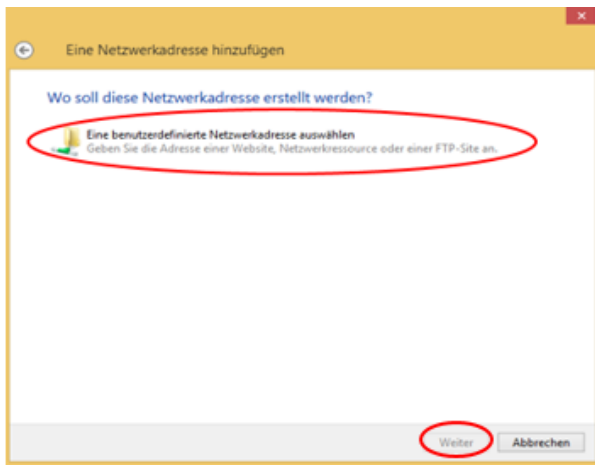 Eine Netzwerkadresse hinzufügen
Wo soll diese Netzwerkadresse erstellt werden?
Eine benutzerdefinierte Netzwerkadresse auswählen
Geben Sie die Adresse einer Website, Netzwerkressource oder einer FTP-Site an.
Weiter Abbrechen